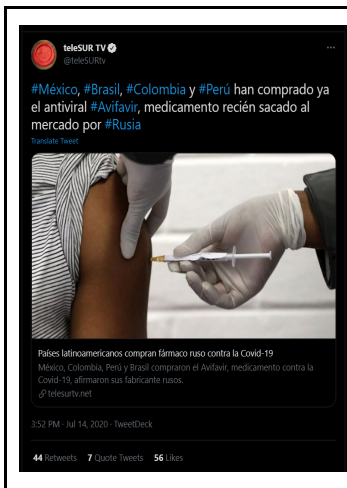 teleSUR TV
@teleSURtv
#México, #Brasil, #Colombia y #Perú han comprado ya
el antiviral #Avifavir, medicamento recién sacado al
mercado por #Rusia
Translate Tweet
Países latinoamericanos compran fármaco ruso contra la Covid-19
México, Colombia, Perú y Brasil compraron el Avifavir, medicamento contra la
Covid-19, afirmaron sus fabricante rusos.
telesurtv.net
3:52 PM · Jul 14, 2020 · TweetDeck
44 Retweets 7 Quote Tweets 56 Likes